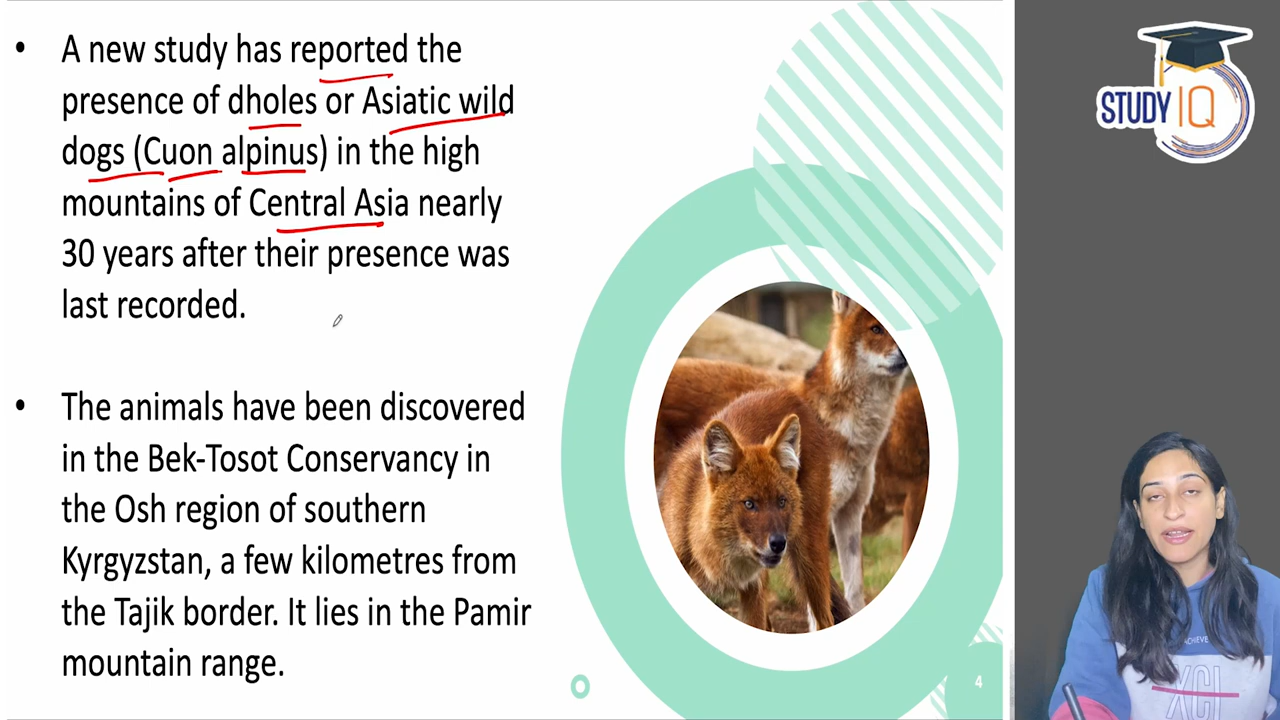 • A new study has reported the
presence of dholes or Asiatic wild
dogs (Cuon alpinus) in the high
mountains of Central Asia nearly
30 years after their presence was
last recorded.
• The animals have been discovered
in the Bek-Tosot Conservancy in
the Osh region of southern
Kyrgyzstan, a few kilometres from
the Tajik border. It lies in the Pamir
mountain range.
4
STUDY IQ
ACHIEVE
XCI